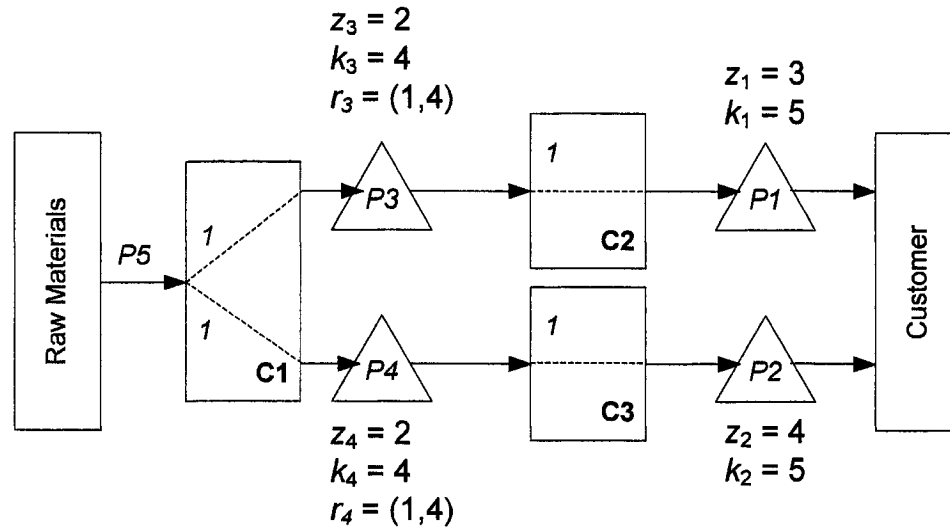 z3 = 2
k3 = 4
r3 = (1,4)
z1 = 3
k1 = 5
Raw Materials
P5
1
1
C1
P3
1
C2
P1
Customer
P4
1
C3
P2
z4 = 2
k4 = 4
r4 = (1,4)
z2 = 4
k2 = 5